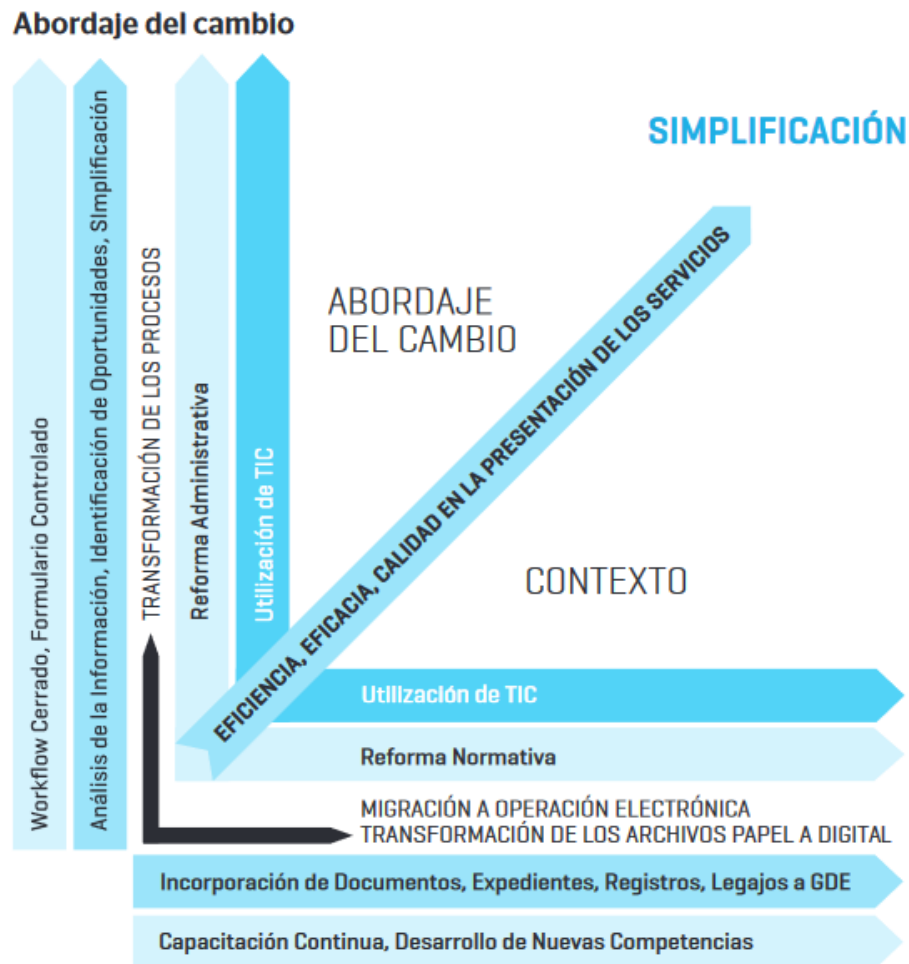 Abordaje del cambio
SIMPLIFICACIÓN
Workflow Cerrado, Formulario Controlado
Análisis de la Información, Identificación de Oportunidades, SImplificación
TRANSFORMACIÓN DE LOS PROCESOS
Reforma Administrativa
Utilización de TIC
ABORDAJE
DEL CAMBIO
EFICIENCIA, EFICACIA, CALIDAD EN LA PRESENTACIÓN DE LOS SERVICIOS
CONTEXTO
Utilización de TIC
Reforma Normativa
MIGRACIÓN A OPERACIÓN ELECTRÓNICA
TRANSFORMACIÓN DE LOS ARCHIVOS PAPEL A DIGITAL
Incorporación de Documentos, Expedientes, Registros, Legajos a GDE
Capacitación Continua, Desarrollo de Nuevas Competencias